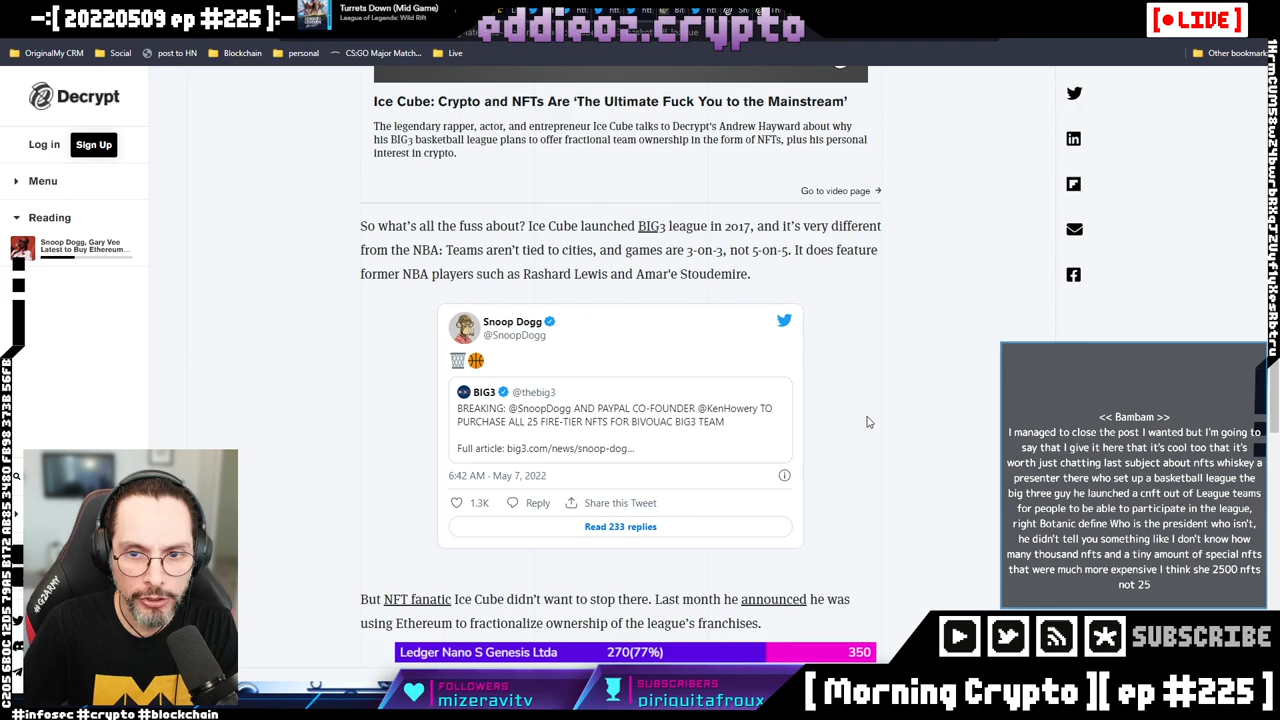 -:[ 20220509 ep #225 ]:-
Turrets Down (Mid Game)
League of Legends: Wild Rift
eddieoz.crypto
[ LIVE ]
OriginalMy CRM
Social
post to HN
Blockchain
personal
CS:GO Major Match...
Live
Other bookmark
Decrypt
Log in
Sign Up
Menu
Reading
Snoop Dogg, Gary Vee
Latest to Buy Ethereum...
Ice Cube: Crypto and NFTs Are ‘The Ultimate Fuck You to the Mainstream’
The legendary rapper, actor, and entrepreneur Ice Cube talks to Decrypt's Andrew Hayward about why
his BIG3 basketball league plans to offer fractional team ownership in the form of NFTs, plus his personal
interest in crypto.
Go to video page
So what’s all the fuss about? Ice Cube launched BIG3 league in 2017, and it’s very different
from the NBA: Teams aren’t tied to cities, and games are 3-on-3, not 5-on-5. It does feature
former NBA players such as Rashard Lewis and Amar'e Stoudemire.
Snoop Dogg
@SnoopDogg
BIG3 @thebig3
BREAKING: @SnoopDogg AND PAYPAL CO-FOUNDER @KenHowery TO
PURCHASE ALL 25 FIRE-TIER NFTS FOR BIVOUAC BIG3 TEAM
Full article: big3.com/news/snoop-dog...
6:42 AM · May 7, 2022
1.3K Reply Share this Tweet
Read 233 replies
But NFT fanatic Ice Cube didn’t want to stop there. Last month he announced he was
using Ethereum to fractionalize ownership of the league’s franchises.
<< Bambam >>
I managed to close the post I wanted but I'm going to
say that I give it here that it's cool too that it's
worth just chatting last subject about nfts whiskey a
presenter there who set up a basketball league the
big three guy he launched a cnft out of League teams
for people to be able to participate in the league,
right Botanic define Who is the president who isn't,
he didn't tell you something like I don't know how
many thousand nfts and a tiny amount of special nfts
that were much more expensive I think she 2500 nfts
not 25
#G2ARMY
Ledger Nano S Genesis Ltda 270(77%) 350
FOLLOWERS
mizeravitv
SUBSCRIBERS
piriquitafroux
SUBSCRIBE
[ Morning Crypto ][ ep #225 ]
#infosec #crypto #blockchain